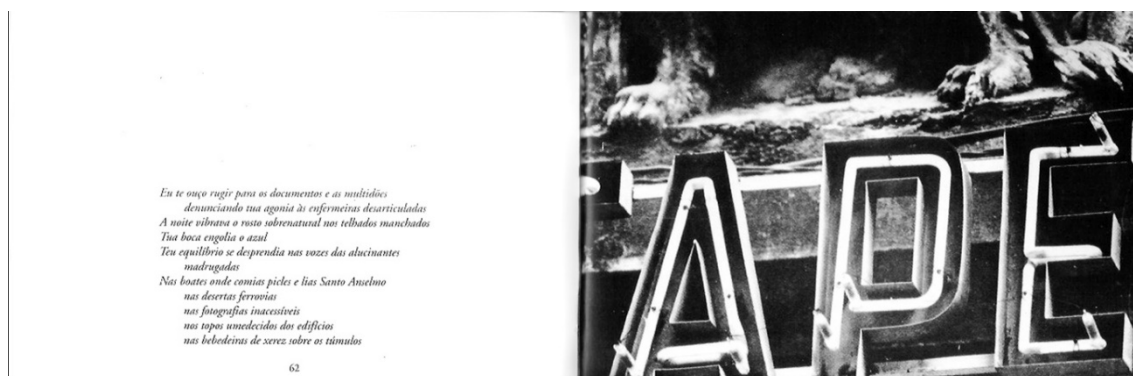 Eu te ouço rugir para os documentos e as multidões
denunciando tua agonia às enfermeiras desarticuladas
A noite vibrava o rosto sobrenatural nos telhados manchados
Tua boca engolia o azul
Teu equilíbrio se desprendia nas vozes das alucinantes
madrugadas
Nas boates onde comias picles e lias Santo Anselmo
nas desertas ferrovias
nas fotografias inacessíveis
nos topos umedecidos dos edifícios
nas bebedeiras de xerez sobre os túmulos
62
APE